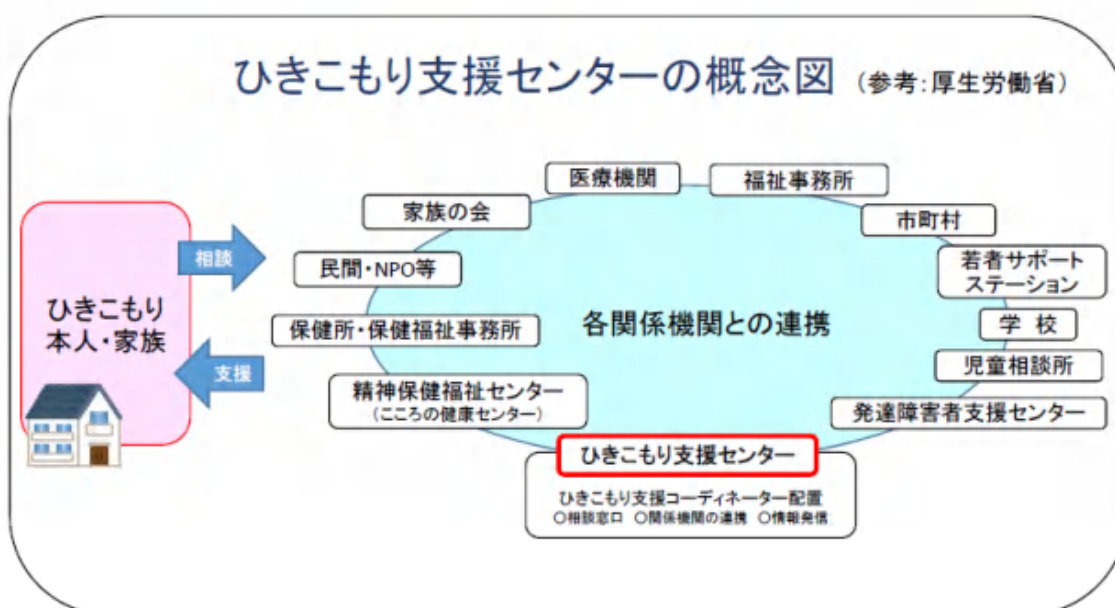 ひきこもり支援センターの概念図 (参考:厚生労働省)
医療機関
福祉事務所
家族の会
市町村
相談
民間・NPO等
若者サポート
ステーション
ひきこもり
本人・家族
保健所・保健福祉事務所
各関係機関との連携
学 校
支援
児童相談所
精神保健福祉センター
(こころの健康センター)
発達障害者支援センター
ひきこもり支援センター
ひきこもり支援コーディネーター配置
○相談窓口 ○関係機関の連携 ○情報発信